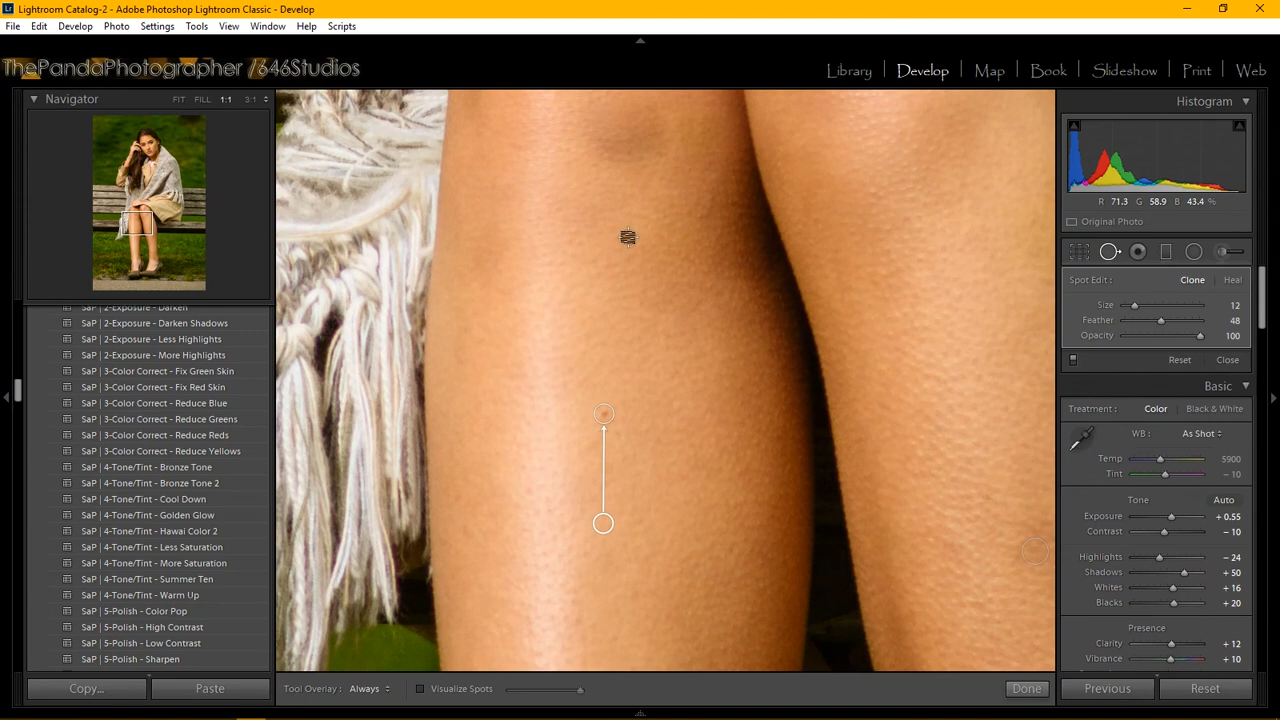 Lightroom Catalog-2 - Adobe Photoshop Lightroom Classic - Develop
File Edit Develop Photo Settings Tools View Window Help Scripts
ThePandaPhotographer /646Studios
Library Develop Map Book Slideshow Print Web
Navigator FIT FILL 1:1 3:1
SaP | 2-Exposure - Darken
SaP | 2-Exposure - Darken Shadows
SaP | 2-Exposure - Less Highlights
SaP | 2-Exposure - More Highlights
SaP | 3-Color Correct - Fix Green Skin
SaP | 3-Color Correct - Fix Red Skin
SaP | 3-Color Correct - Reduce Blue
SaP | 3-Color Correct - Reduce Greens
SaP | 3-Color Correct - Reduce Reds
SaP | 3-Color Correct - Reduce Yellows
SaP | 4-Tone/Tint - Bronze Tone
SaP | 4-Tone/Tint - Bronze Tone 2
SaP | 4-Tone/Tint - Cool Down
SaP | 4-Tone/Tint - Golden Glow
SaP | 4-Tone/Tint - Hawai Color 2
SaP | 4-Tone/Tint - Less Saturation
SaP | 4-Tone/Tint - More Saturation
SaP | 4-Tone/Tint - Summer Ten
SaP | 4-Tone/Tint - Warm Up
SaP | 5-Polish - Color Pop
SaP | 5-Polish - High Contrast
SaP | 5-Polish - Low Contrast
SaP | 5-Polish - Sharpen
Copy... Paste
Tool Overlay: Always Visualize Spots Done
Histogram
R 71.3 G 58.9 B 43.4 %
Original Photo
Spot Edit: Clone Heal
Size 12
Feather 48
Opacity 100
Reset Close
Basic
Treatment: Color Black & White
WB: As Shot
Temp 5900
Tint - 10
Tone Auto
Exposure + 0.55
Contrast - 10
Highlights - 24
Shadows + 50
Whites + 16
Blacks + 20
Presence
Clarity + 12
Vibrance + 10
Previous Reset